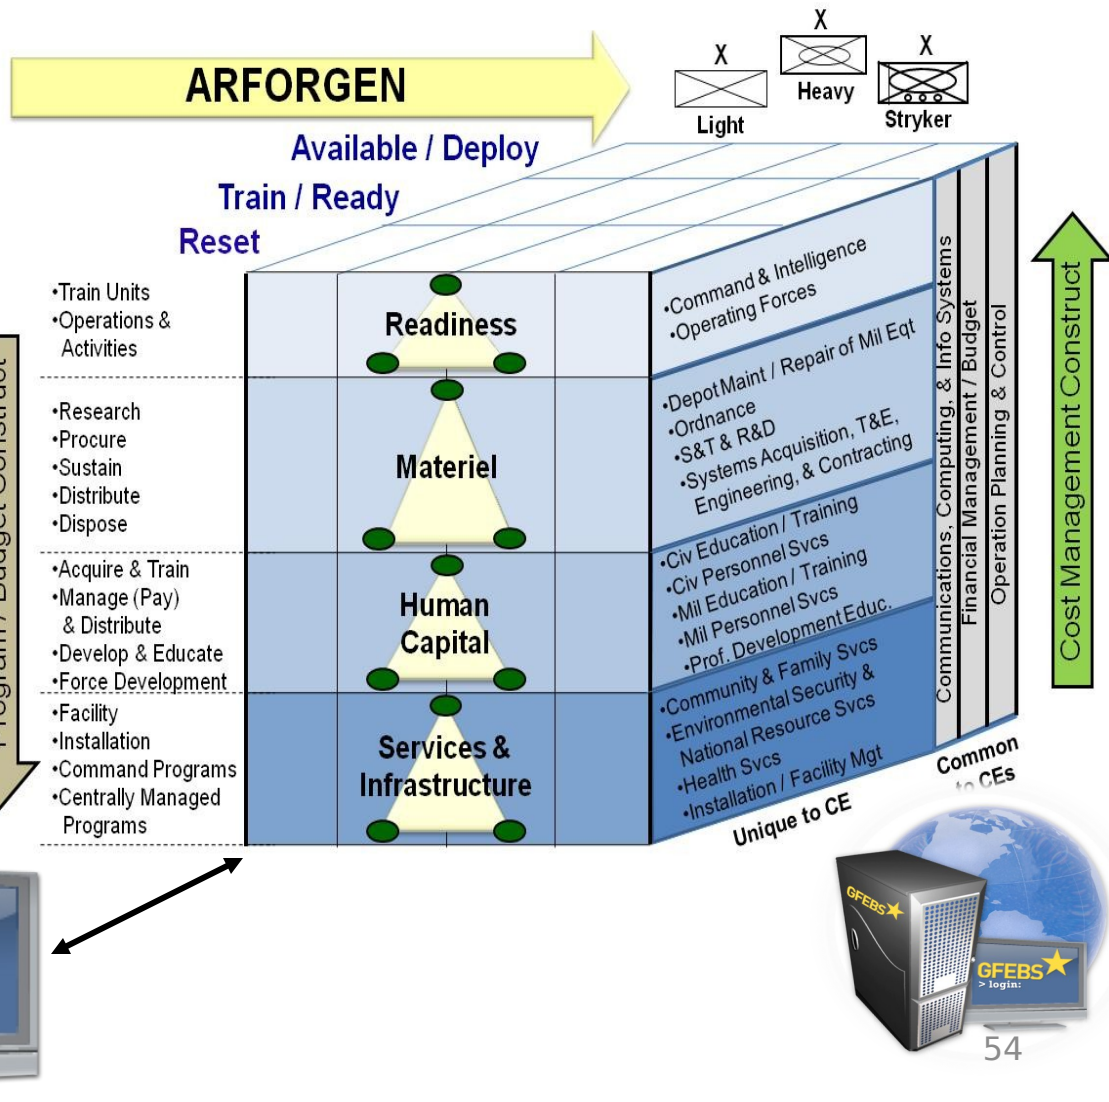 ARFORGEN
X
X
X
Light
Heavy
Stryker
Available / Deploy
Train / Ready
Reset
•Train Units
•Operations &
Activities
•Research
•Procure
•Sustain
•Distribute
•Dispose
•Acquire & Train
•Manage (Pay)
& Distribute
•Develop & Educate
•Force Development
•Facility
•Installation
•Command Programs
•Centrally Managed
Programs
Readiness
Materiel
Human
Capital
Services &
Infrastructure
•Command & Intelligence
•Operating Forces
•Depot Maint / Repair of Mil Eqt
•Ordnance
•S&T & R&D
•Systems Acquisition, T&E,
Engineering, & Contracting
•Civ Education / Training
•Civ Personnel Svcs
•Mil Education / Training
•Mil Personnel Svcs
•Prof. Development Educ.
•Community & Family Svcs
•Environmental Security &
National Resource Svcs
•Health Svcs
•Installation / Facility Mgt
Unique to CE
Communications, Computing, & Info Systems
Financial Management / Budget
Operation Planning & Control
Common
to CEs
Cost Management Construct
Program / Budget Construct
GFEBS
GFEBS
> login:
54